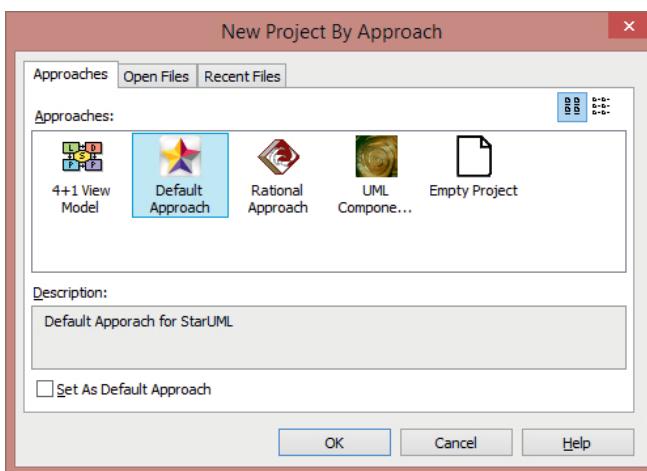 New Project By Approach
Approaches
Open Files
Recent Files
Approaches:
4+1 View
Model
Default
Approach
Rational
Approach
UML
Compone...
Empty Project
Description:
Default Apporach for StarUML
Set As Default Approach
OK
Cancel
Help